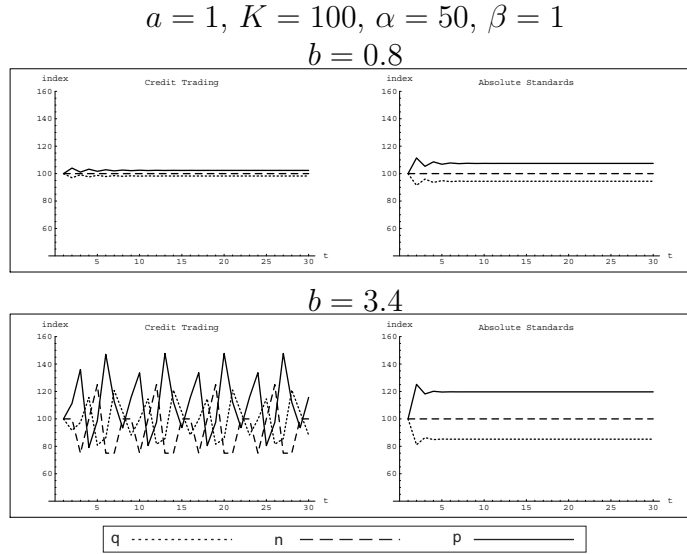 a = 1, K = 100, α = 50, β = 1
b = 0.8
index Credit Trading
160
140
120
100
80
60
5 10 15 20 25 30 t
index Absolute Standards
160
140
120
100
80
60
5 10 15 20 25 30 t
b = 3.4
index Credit Trading
160
140
120
100
80
60
5 10 15 20 25 30 t
index Absolute Standards
160
140
120
100
80
60
5 10 15 20 25 30 t
q n p